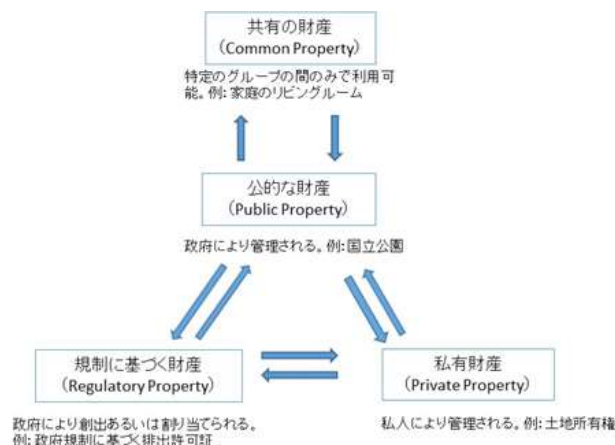 共有の財産
（Common Property）
特定のグループの間のみで利用可
能。例: 家庭のリビングルーム
公的な財産
（Public Property）
政府により管理される。例: 国立公園
規制に基づく財産
（Regulatory Property）
政府により創出あるいは割り当てられる。
例: 政府規制に基づく排出許可証
私有財産
（Private Property）
私人により管理される。例: 土地所有権